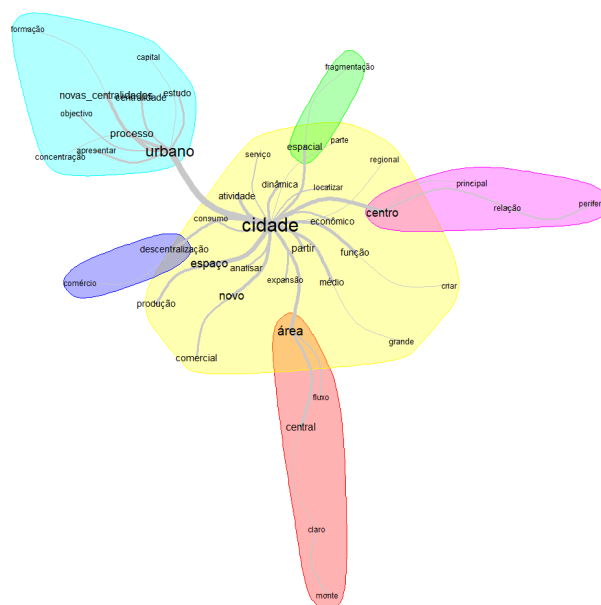 formação
capital
novas_centralidades
centralidade
estudo
objectivo
processo
apresentar
concentração
urbano
fragmentação
espacial
parte
serviço
regional
dinâmica
localizar
atividade
principal
centro
relação
consumo
econômico
cidade
descentralização
partir
função
espaço
analisar
comércio
expansão
médio
criar
novo
produção
área
grande
comercial
fluxo
central
claro
monte